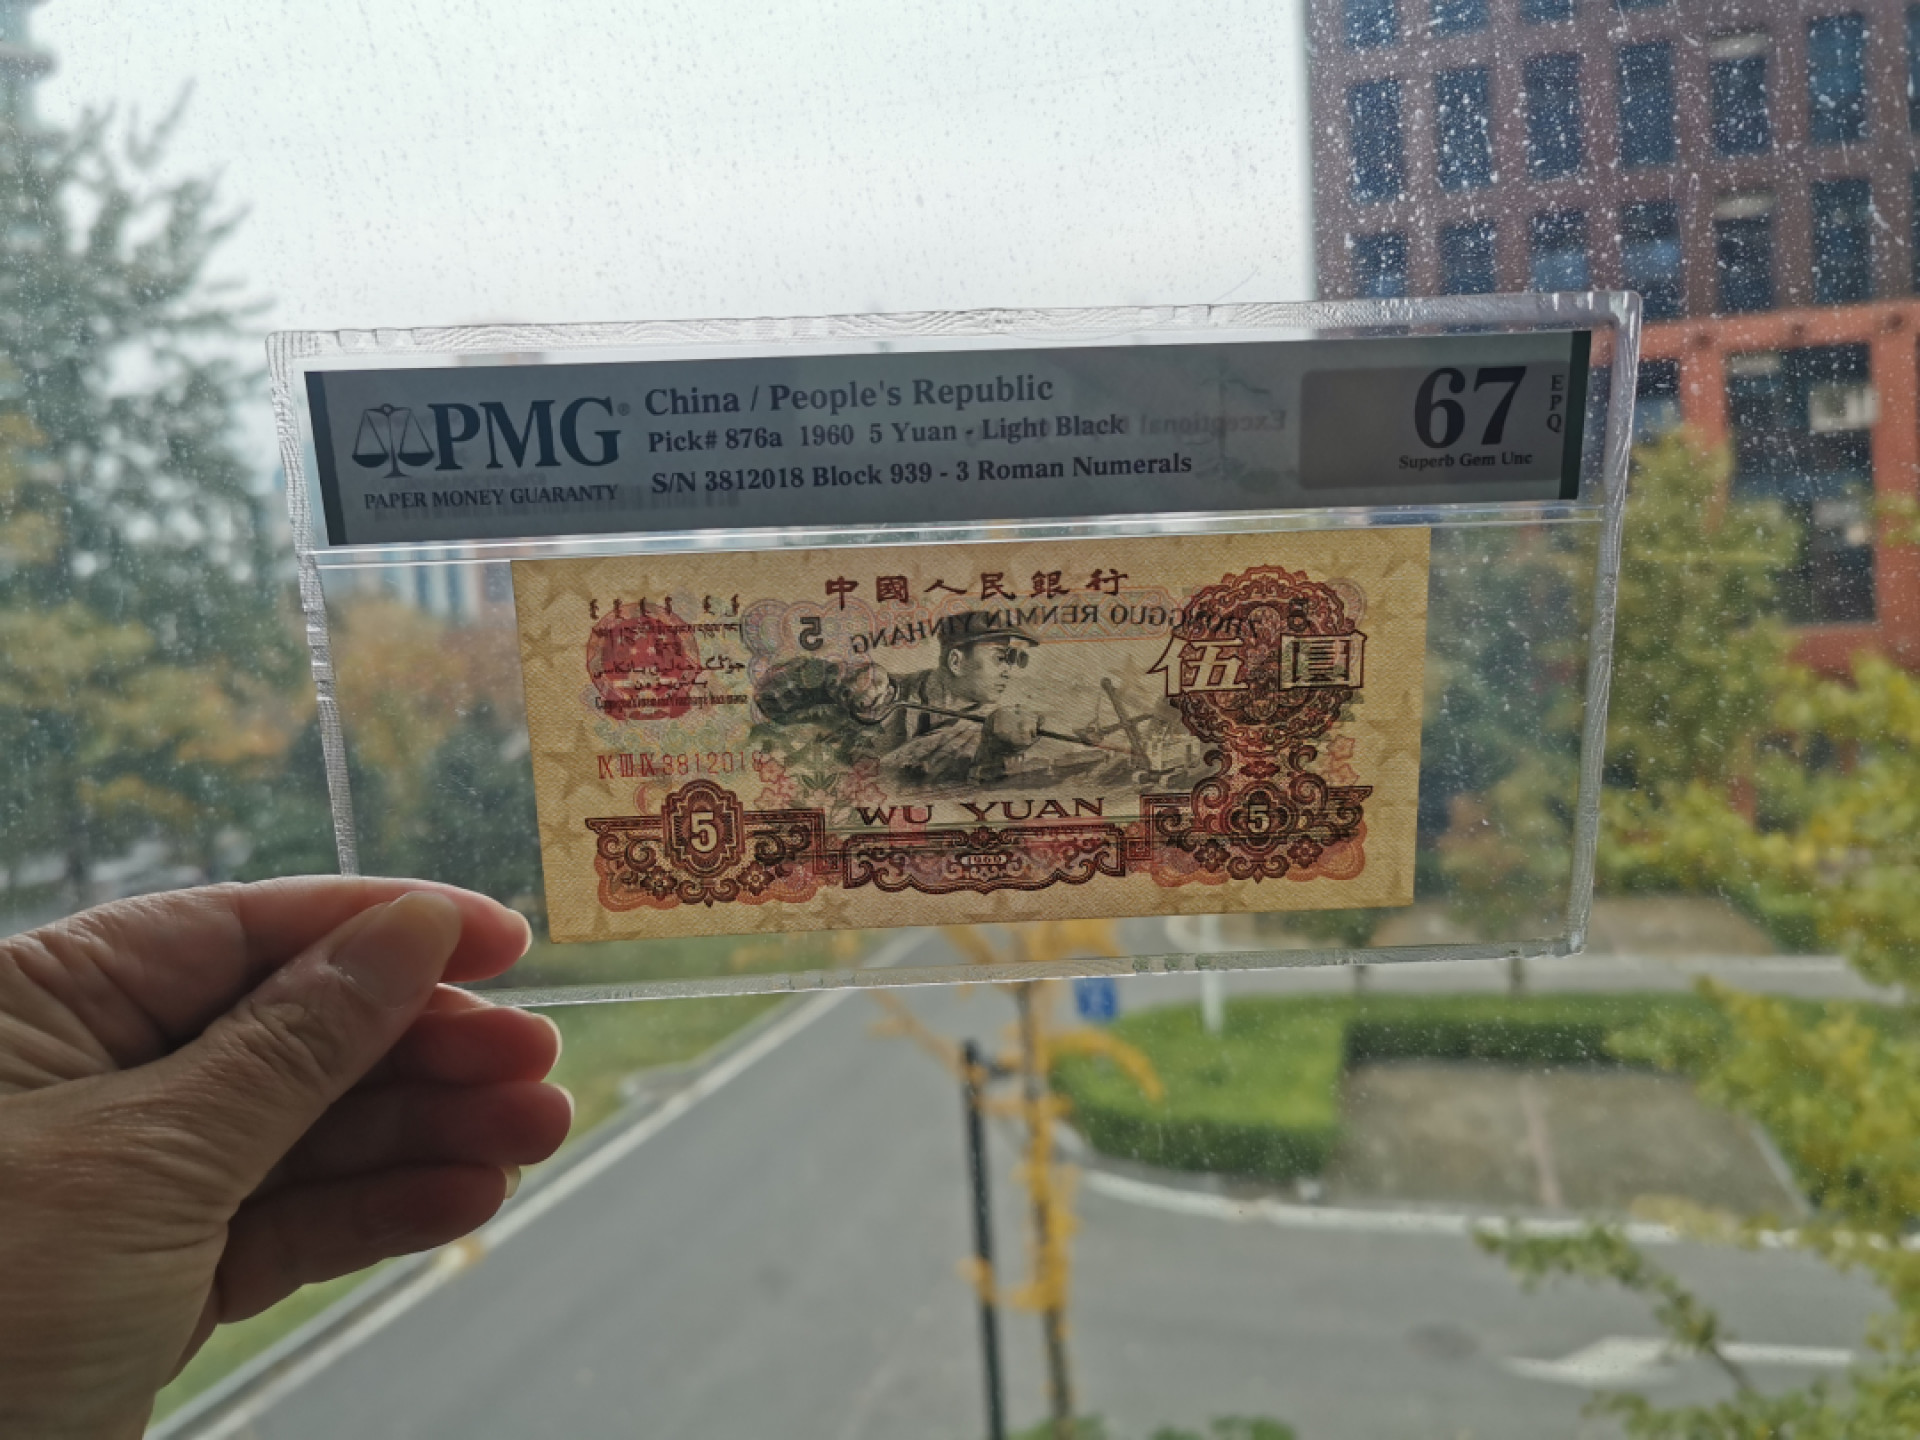 PMG®
PAPER MONEY GUARANTY
China / People's Republic
Pick# 876a 1960 5 Yuan - Light Black
S/N 3812018 Block 939 - 3 Roman Numerals
67
EPQ
Superb Gem Unc
Exceptional
中國人民銀行
ZHONGGUO RENMIN YINHANG
5
5
伍圓
IX III IX 3812018
WU YUAN
5
1960
5